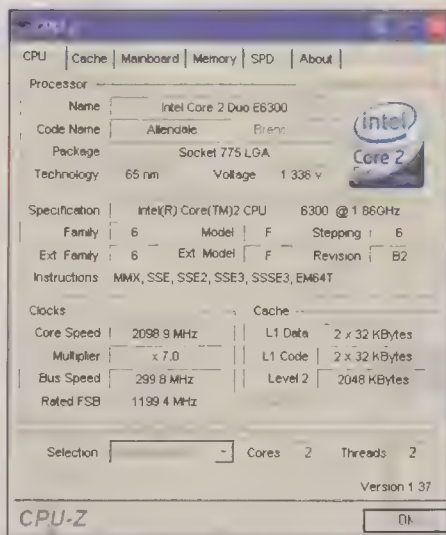 CPU Cache Mainboard Memory SPD About
Processor
Name Intel Core 2 Duo E6300
Code Name Allendale
Package Socket 775 LGA
Technology 65 nm Voltage 1.336 v
intel
Core 2
Specification Intel(R) Core(TM)2 CPU 6300 @ 1.86GHz
Family 6 Model F Stepping 6
Ext Family 6 Ext Model F Revision B2
Instructions MMX, SSE, SSE2, SSE3, SSSE3, EM64T
Clocks
Core Speed 2098.9 MHz
Multiplier x 7.0
Bus Speed 299.8 MHz
Rated FSB 1199.4 MHz
Cache
L1 Data 2 x 32 KBytes
L1 Code 2 x 32 KBytes
Level 2 2048 KBytes
Selection Cores 2 Threads 2
Version 1.37
CPU-Z
OK